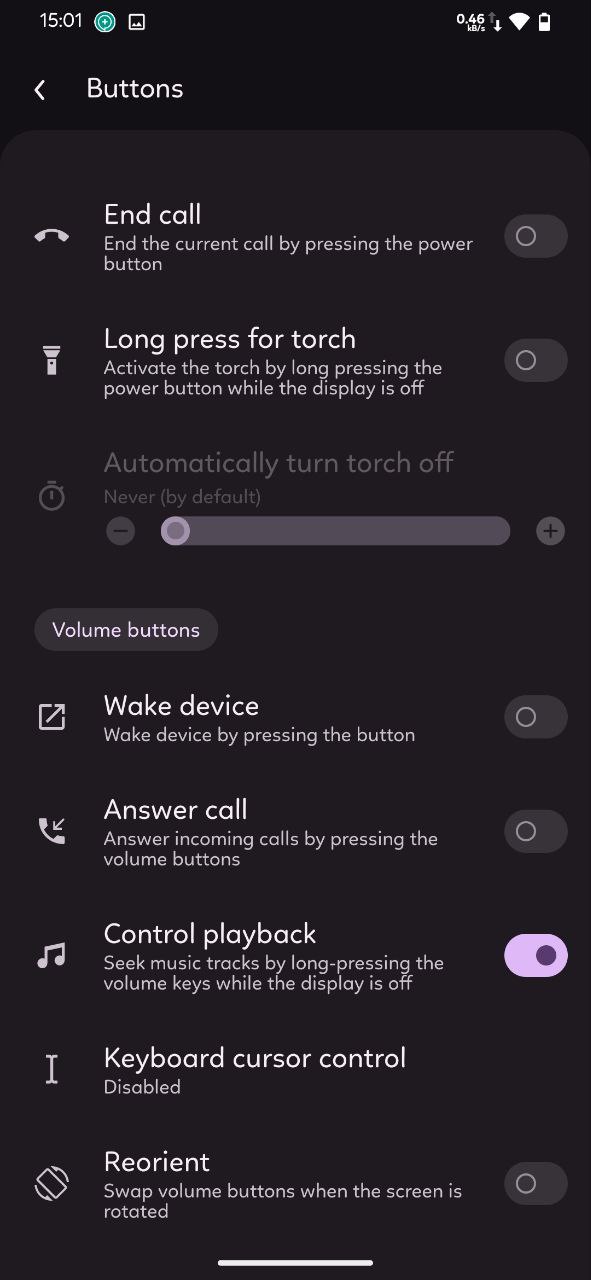 15:01
0.46
kB/s
Buttons
End call
End the current call by pressing the power
button
Long press for torch
Activate the torch by long pressing the
power button while the display is off
Automatically turn torch off
Never (by default)
Volume buttons
Wake device
Wake device by pressing the button
Answer call
Answer incoming calls by pressing the
volume buttons
Control playback
Seek music tracks by long-pressing the
volume keys while the display is off
Keyboard cursor control
Disabled
Reorient
Swap volume buttons when the screen is
rotated